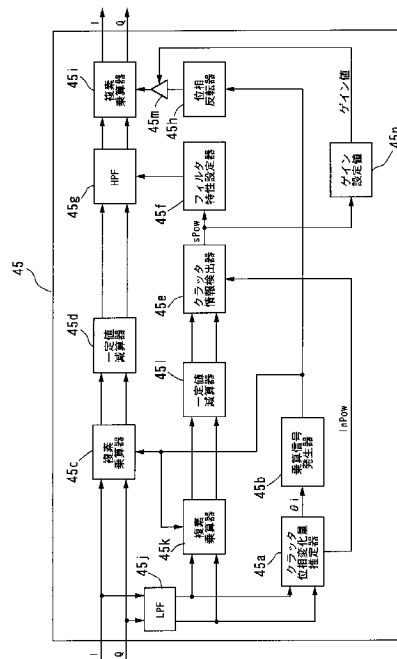 45
I
Q
LPF
45j
45c
複素
乗算器
45d
一定値
減算器
45g
HPF
45i
複素
乗算器
I
Q
45k
複素
乗算器
45l
一定値
減算器
45e
クラッタ
情報検出器
sPow
45f
フィルタ
特性設定器
45m
45h
位相
反転器
45a
クラッタ
位相変化量
推定器
θi
45b
乗算信号
発生器
InPow
ゲイン
設定値
45n
ゲイン値